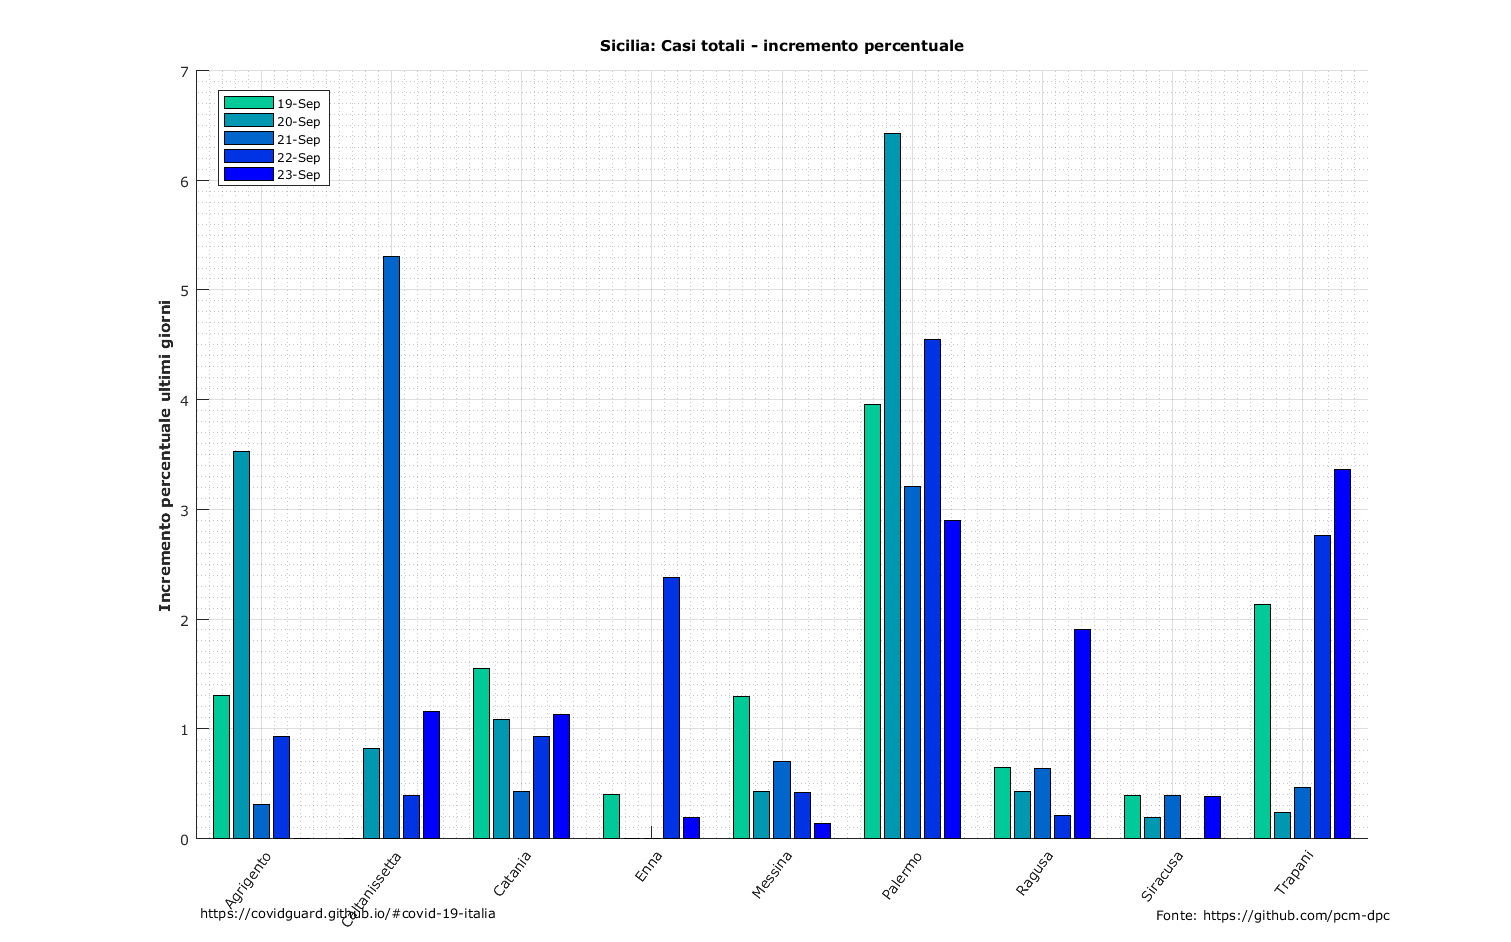 Sicilia: Casi totali - incremento percentuale
7
6
5
4
3
2
1
0
Incremento percentuale ultimi giorni
19-Sep
20-Sep
21-Sep
22-Sep
23-Sep
Agrigento
Caltanissetta
Catania
Enna
Messina
Palermo
Ragusa
Siracusa
Trapani
https://covidguard.github.io/#covid-19-italia
Fonte: https://github.com/pcm-dpc